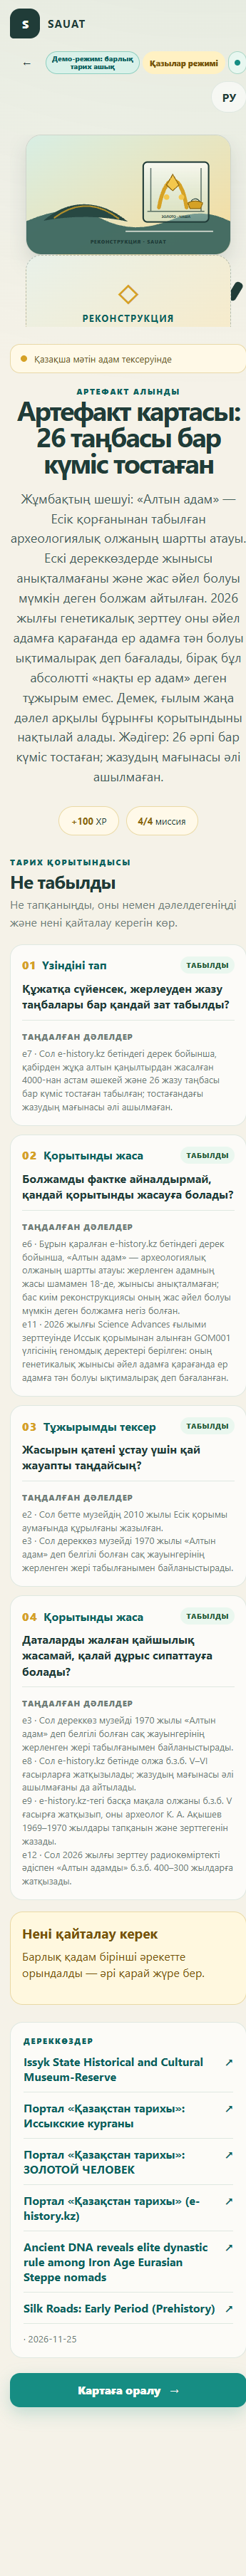 S SAUAT
← Демо-режим: барлық
тарих ашық
Қазылар режимі
РУ
РЕКОНСТРУКЦИЯ · SAUAT
РЕКОНСТРУКЦИЯ
Қазақша мәтін адам тексеруінде
АРТЕФАКТ АЛЫНДЫ
Артефакт картасы:
26 таңбасы бар
күміс тостаған
Жұмбақтың шешуі: «Алтын адам» —
Есік қорғанынан табылған
археологиялық олжаның шартты атауы.
Ескі дереккөздерде жынысы
анықталмағаны және жас әйел болуы
мүмкін деген болжам айтылған. 2026
жылғы генетикалық зерттеу оны әйел
адамға қарағанда ер адамға тән болуы
ықтималырақ деп бағалады, бірақ бұл
абсолютті «нақты ер адам» деген
тұжырым емес. Демек, ғылым жаңа
дәлел арқылы бұрынғы қорытындыны
нақтылай алады. Жәдігер: 26 әрпі бар
күміс тостаған; жазудың мағынасы әлі
ашылмаған.
+100 XP
4/4 миссия
ТАРИХ ҚОРЫТЫНДЫСЫ
Не табылды
Не тапқаныңды, оны немен дәлелдегеніңді
және нені қайталау керегін көр.
01 Үзіндіні тап
ТАБЫЛДЫ
Құжатқа сүйенсек, жерлеуден жазу
таңбалары бар қандай зат табылды?
ТАҢДАЛҒАН ДӘЛЕЛДЕР
e7 · Сол e-history.kz бетіндегі дерек бойынша,
қабірден жұқа алтын қаңылтырдан жасалған
4000-нан астам әшекей және 26 жазу таңбасы
бар күміс тостаған табылған; тостағандағы
жазудың мағынасы әлі ашылмаған.
02 Қорытынды жаса
ТАБЫЛДЫ
Болжамды фактке айналдырмай,
қандай қорытынды жасауға болады?
ТАҢДАЛҒАН ДӘЛЕЛДЕР
e6 · Бұрын қаралған e-history.kz бетіндегі дерек
бойынша, «Алтын адам» — археологиялық
олжаның шартты атауы: жерленген адамның
жасы шамамен 18-де, жынысы анықталмаған;
бас киім реконструкциясы оның жас әйел болуы
мүмкін деген болжамға негіз болған.
e11 · 2026 жылғы Science Advances ғылыми
зерттеуінде Иссык қорымынан алынған GOM001
үлгісінің геномдық деректері берілген: оның
генетикалық жынысы әйел адамға қарағанда ер
адамға тән болуы ықтималырақ деп бағаланған.
03 Тұжырымды тексер
ТАБЫЛДЫ
Жасырын қатені ұстау үшін қай
жауапты таңдайсың?
ТАҢДАЛҒАН ДӘЛЕЛДЕР
e2 · Сол бетте музейдің 2010 жылы Есік қорымы
аумағында құрылғаны жазылған.
e3 · Сол дереккөз музейді 1970 жылы «Алтын
адам» деп белгілі болған сақ жауынгерінің
жерленген жері табылғанымен байланыстырады.
04 Қорытынды жаса
ТАБЫЛДЫ
Даталарды жалған қайшылық
жасамай, қалай дұрыс сипаттауға
болады?
ТАҢДАЛҒАН ДӘЛЕЛДЕР
e3 · Сол дереккөз музейді 1970 жылы «Алтын
адам» деп белгілі болған сақ жауынгерінің
жерленген жері табылғанымен байланыстырады.
e8 · Сол e-history.kz бетінде олжа б.з.б. V–VI
ғасырларға жатқызылады; жазудың мағынасы әлі
ашылмағаны да айтылады.
e9 · e-history.kz-тегі басқа мақала олжаны б.з.б. V
ғасырға жатқызып, оны археолог К. А. Ақышев
1969–1970 жылдары тапқанын және зерттегенін
жазады.
e12 · Сол 2026 жылғы зерттеу радиокөміртекті
әдіспен «Алтын адамды» б.з.б. 400–300 жылдарға
жатқызады.
Нені қайталау керек
Барлық қадам бірінші әрекетте
орындалды — әрі қарай жүре бер.
ДЕРЕККӨЗДЕР
Issyk State Historical and Cultural ↗
Museum-Reserve
Портал «Қазақстан тарихы»: ↗
Иссыкские курганы
Портал «Қазақстан тарихы»: ↗
ЗОЛОТОЙ ЧЕЛОВЕК
Портал «Қазақстан тарихы» (e- ↗
history.kz)
Ancient DNA reveals elite dynastic ↗
rule among Iron Age Eurasian
Steppe nomads
Silk Roads: Early Period (Prehistory) ↗
· 2026-11-25
Картаға оралу →